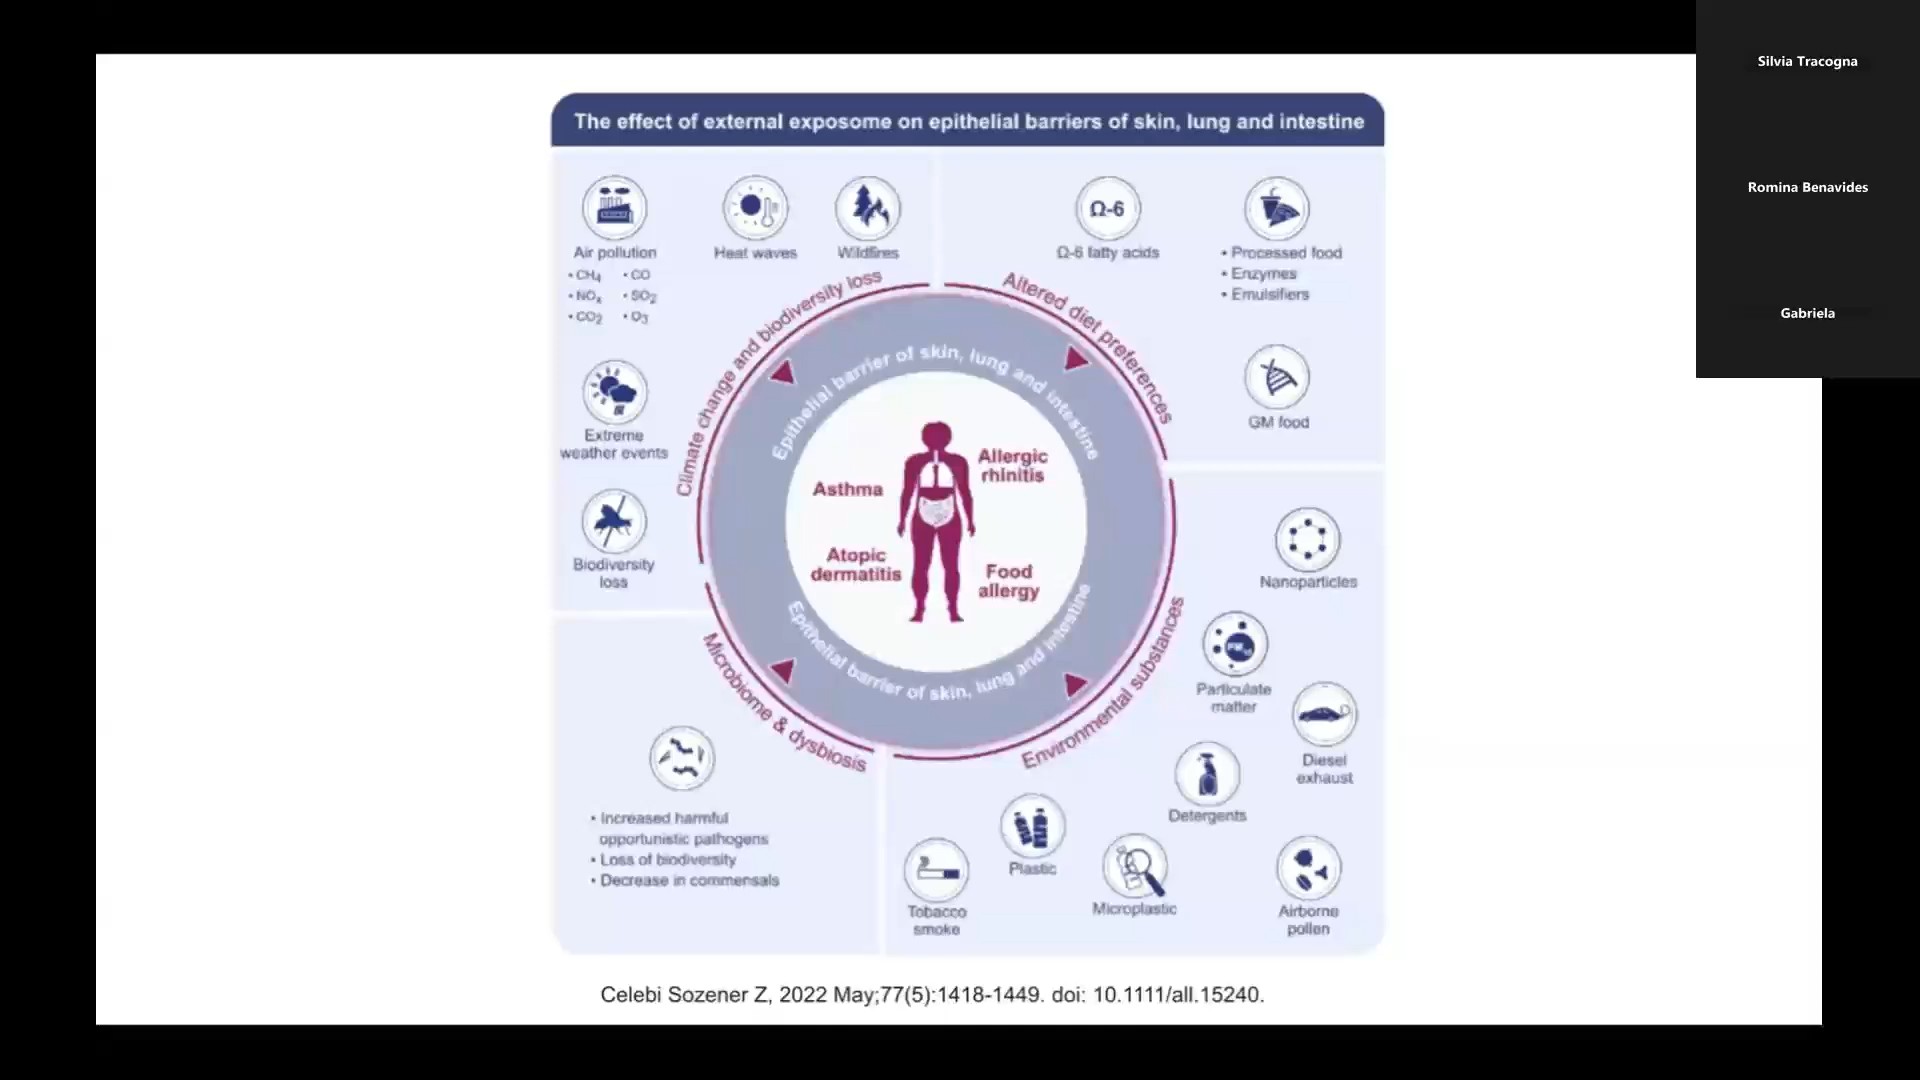 The effect of external exposome on epithelial barriers of skin, lung and intestine
Air pollution
• CH₄ • CO
• NOₓ • SO₂
• CO₂ • O₃
Heat waves
Wildfires
Extreme
weather events
Biodiversity
loss
Climate change and biodiversity loss
Ω-6
Ω-6 fatty acids
• Processed food
• Enzymes
• Emulsifiers
GM food
Altered diet preferences
Epithelial barrier of skin, lung and intestine
Asthma
Allergic
rhinitis
Atopic
dermatitis
Food
allergy
Epithelial barrier of skin, lung and intestine
Microbiome & dysbiosis
• Increased harmful
opportunistic pathogens
• Loss of biodiversity
• Decrease in commensals
Environmental substances
Nanoparticles
Particulate
matter
Diesel
exhaust
Detergents
Plastic
Microplastic
Tobacco
smoke
Airborne
pollen
Celebi Sozener Z, 2022 May;77(5):1418-1449. doi: 10.1111/all.15240.
Silvia Tracogna
Romina Benavides
Gabriela